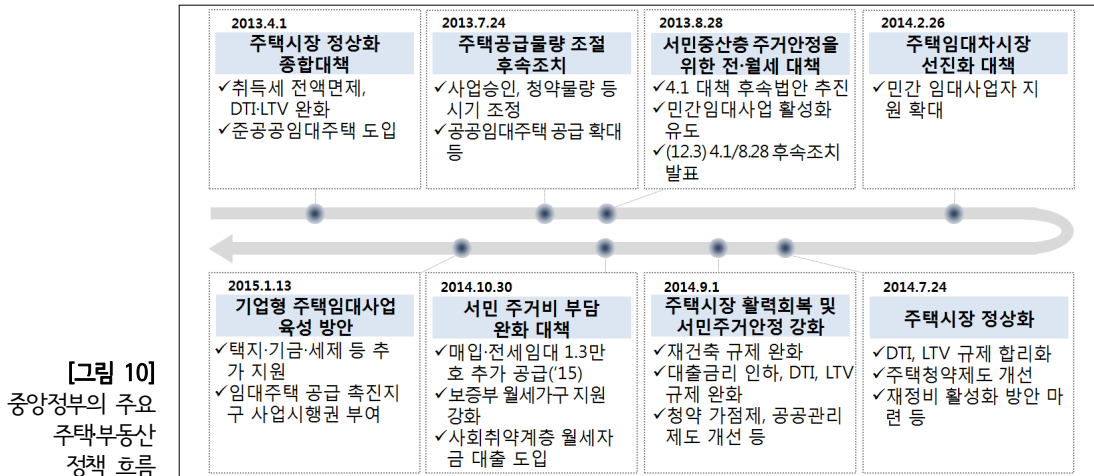 2013.4.1
주택시장 정상화
종합대책
✓취득세 전액면제,
DTI·LTV 완화
✓준공공임대주택 도입
2013.7.24
주택공급물량 조절
후속조치
✓사업승인, 청약물량 등
시기 조정
✓공공임대주택 공급 확대
등
2013.8.28
서민중산층 주거안정을
위한 전·월세 대책
✓4.1 대책 후속법안 추진
✓민간임대사업 활성화
유도
✓(12.3) 4.1/8.28 후속조치
발표
2014.2.26
주택임대차시장
선진화 대책
✓민간 임대사업자 지
원 확대
2015.1.13
기업형 주택임대사업
육성 방안
✓택지·기금·세제 등 추
가 지원
✓임대주택 공급 촉진지
구 사업시행권 부여
2014.10.30
서민 주거비 부담
완화 대책
✓매입·전세임대 1.3만
호 추가 공급('15)
✓보증부 월세가구 지원
강화
✓사회취약계층 월세자
금 대출 도입
2014.9.1
주택시장 활력회복 및
서민주거안정 강화
✓재건축 규제 완화
✓대출금리 인하, DTI, LTV
규제 완화
✓청약 가점제, 공공관리
제도 개선 등
2014.7.24
주택시장 정상화
✓DTI, LTV 규제 합리화
✓주택청약제도 개선
✓재정비 활성화 방안 마
련 등
[그림 10]
중앙정부의 주요
주택·부동산
정책 흐름